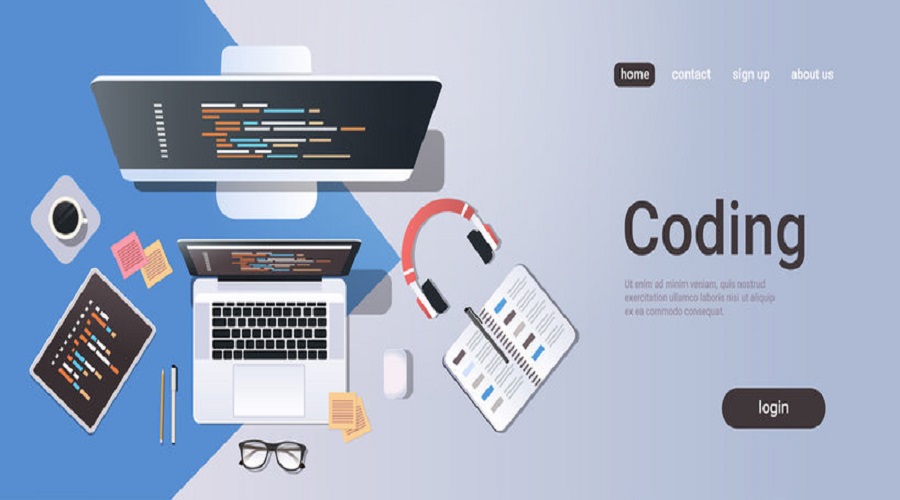 home contact sign up about us
Coding
Ut enim ad minim veniam, quis nostrud
exercitation ullamco laboris nisi ut aliquip
ex ea commodo consequat.
login